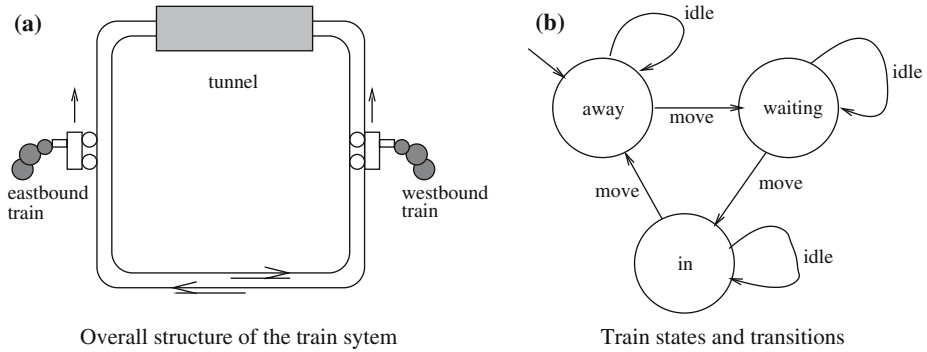 (a)
tunnel
eastbound
train
westbound
train
Overall structure of the train sytem
(b)
idle
away
move
waiting
idle
move
move
in
idle
Train states and transitions